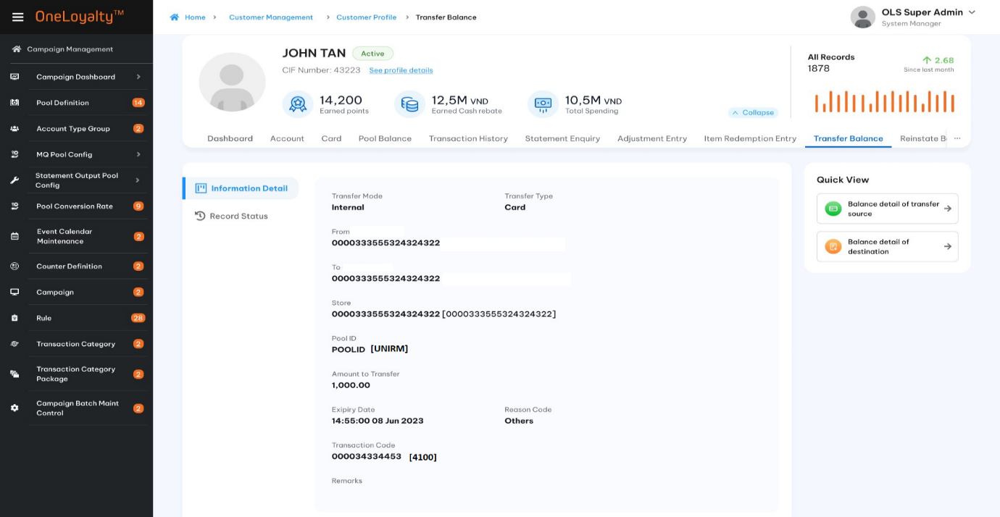 OneLoyalty™
Home > Customer Management > Customer Profile > Transfer Balance
OLS Super Admin
System Manager
Campaign Management
Campaign Dashboard
Pool Definition 14
Account Type Group 2
MQ Pool Config
Statement Output Pool
Config
Pool Conversion Rate 9
Event Calendar
Maintenance 2
Counter Definition 2
Campaign 2
Rule 28
Transaction Category 2
Transaction Category
Package 2
Campaign Batch Maint
Control 2
JOHN TAN Active
CIF Number: 43223 See profile details
14,200
Earned points
12,5M VND
Earned Cash rebate
10,5M VND
Total Spending
Collapse
All Records
1878
2.68
Since last month
Dashboard Account Card Pool Balance Transaction History Statement Enquiry Adjustment Entry Item Redemption Entry Transfer Balance Reinstate ...
Information Detail
Record Status
Transfer Mode
Internal
Transfer Type
Card
From
0000333555324324322
To
0000333555324324322
Store
0000333555324324322 [0000333555324324322]
Pool ID
POOLID [UNIRM]
Amount to Transfer
1,000.00
Exipiry Date
14:55:00 08 Jun 2023
Reason Code
Others
Transaction Code
000034334453 [4100]
Remarks
Quick View
Balance detail of transfer
source
Balance detail of
destination